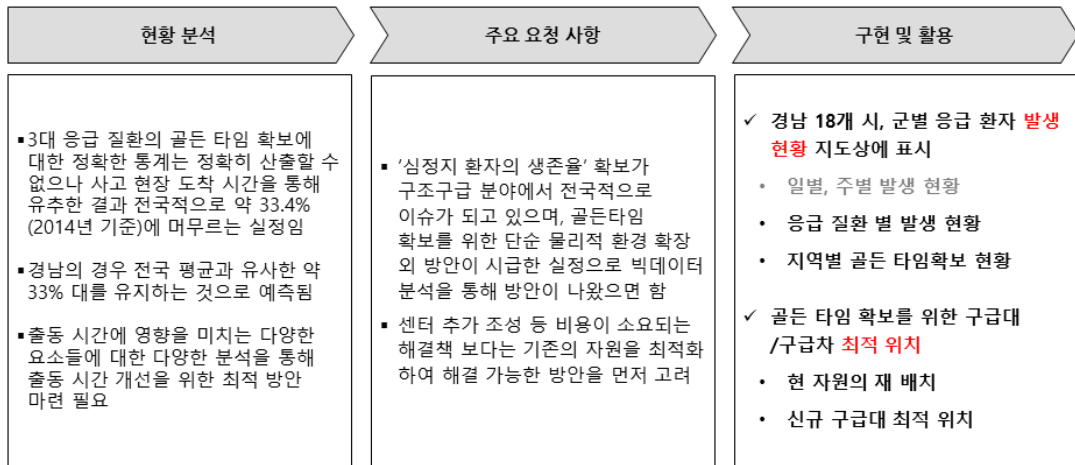 현황 분석
▪3대 응급 질환의 골든 타임 확보에
대한 정확한 통계는 정확히 산출할 수
없으나 사고 현장 도착 시간을 통해
유추한 결과 전국적으로 약 33.4%
(2014년 기준)에 머무르는 실정임
▪경남의 경우 전국 평균과 유사한 약
33% 대를 유지하는 것으로 예측됨
▪출동 시간에 영향을 미치는 다양한
요소들에 대한 다양한 분석을 통해
출동 시간 개선을 위한 최적 방안
마련 필요
주요 요청 사항
▪ ‘심정지 환자의 생존율’ 확보가
구조구급 분야에서 전국적으로
이슈가 되고 있으며, 골든타임
확보를 위한 단순 물리적 환경 확장
외 방안이 시급한 실정으로 빅데이터
분석을 통해 방안이 나왔으면 함
▪ 센터 추가 조성 등 비용이 소요되는
해결책 보다는 기존의 자원을 최적화
하여 해결 가능한 방안을 먼저 고려
구현 및 활용
✓ 경남 18개 시, 군별 응급 환자 발생
현황 지도상에 표시
• 일별, 주별 발생 현황
• 응급 질환 별 발생 현황
• 지역별 골든 타임확보 현황
✓ 골든 타임 확보를 위한 구급대
/구급차 최적 위치
• 현 자원의 재 배치
• 신규 구급대 최적 위치